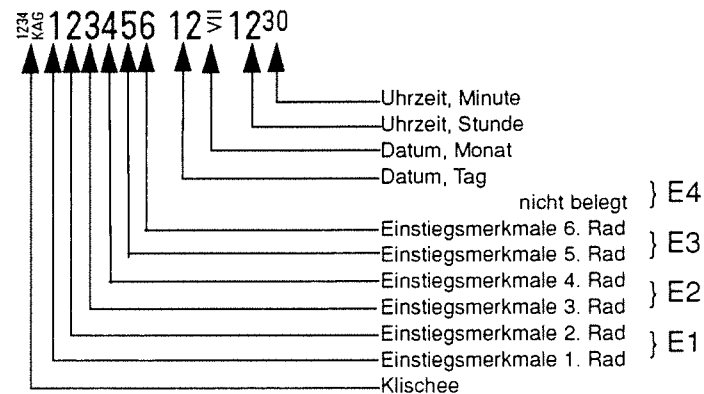 1234 KAG 123456 12 VII 12 30
Uhrzeit, Minute
Uhrzeit, Stunde
Datum, Monat
Datum, Tag
nicht belegt } E4
Einstiegsmerkmale 6. Rad
Einstiegsmerkmale 5. Rad } E3
Einstiegsmerkmale 4. Rad
Einstiegsmerkmale 3. Rad } E2
Einstiegsmerkmale 2. Rad
Einstiegsmerkmale 1. Rad } E1
Klischee